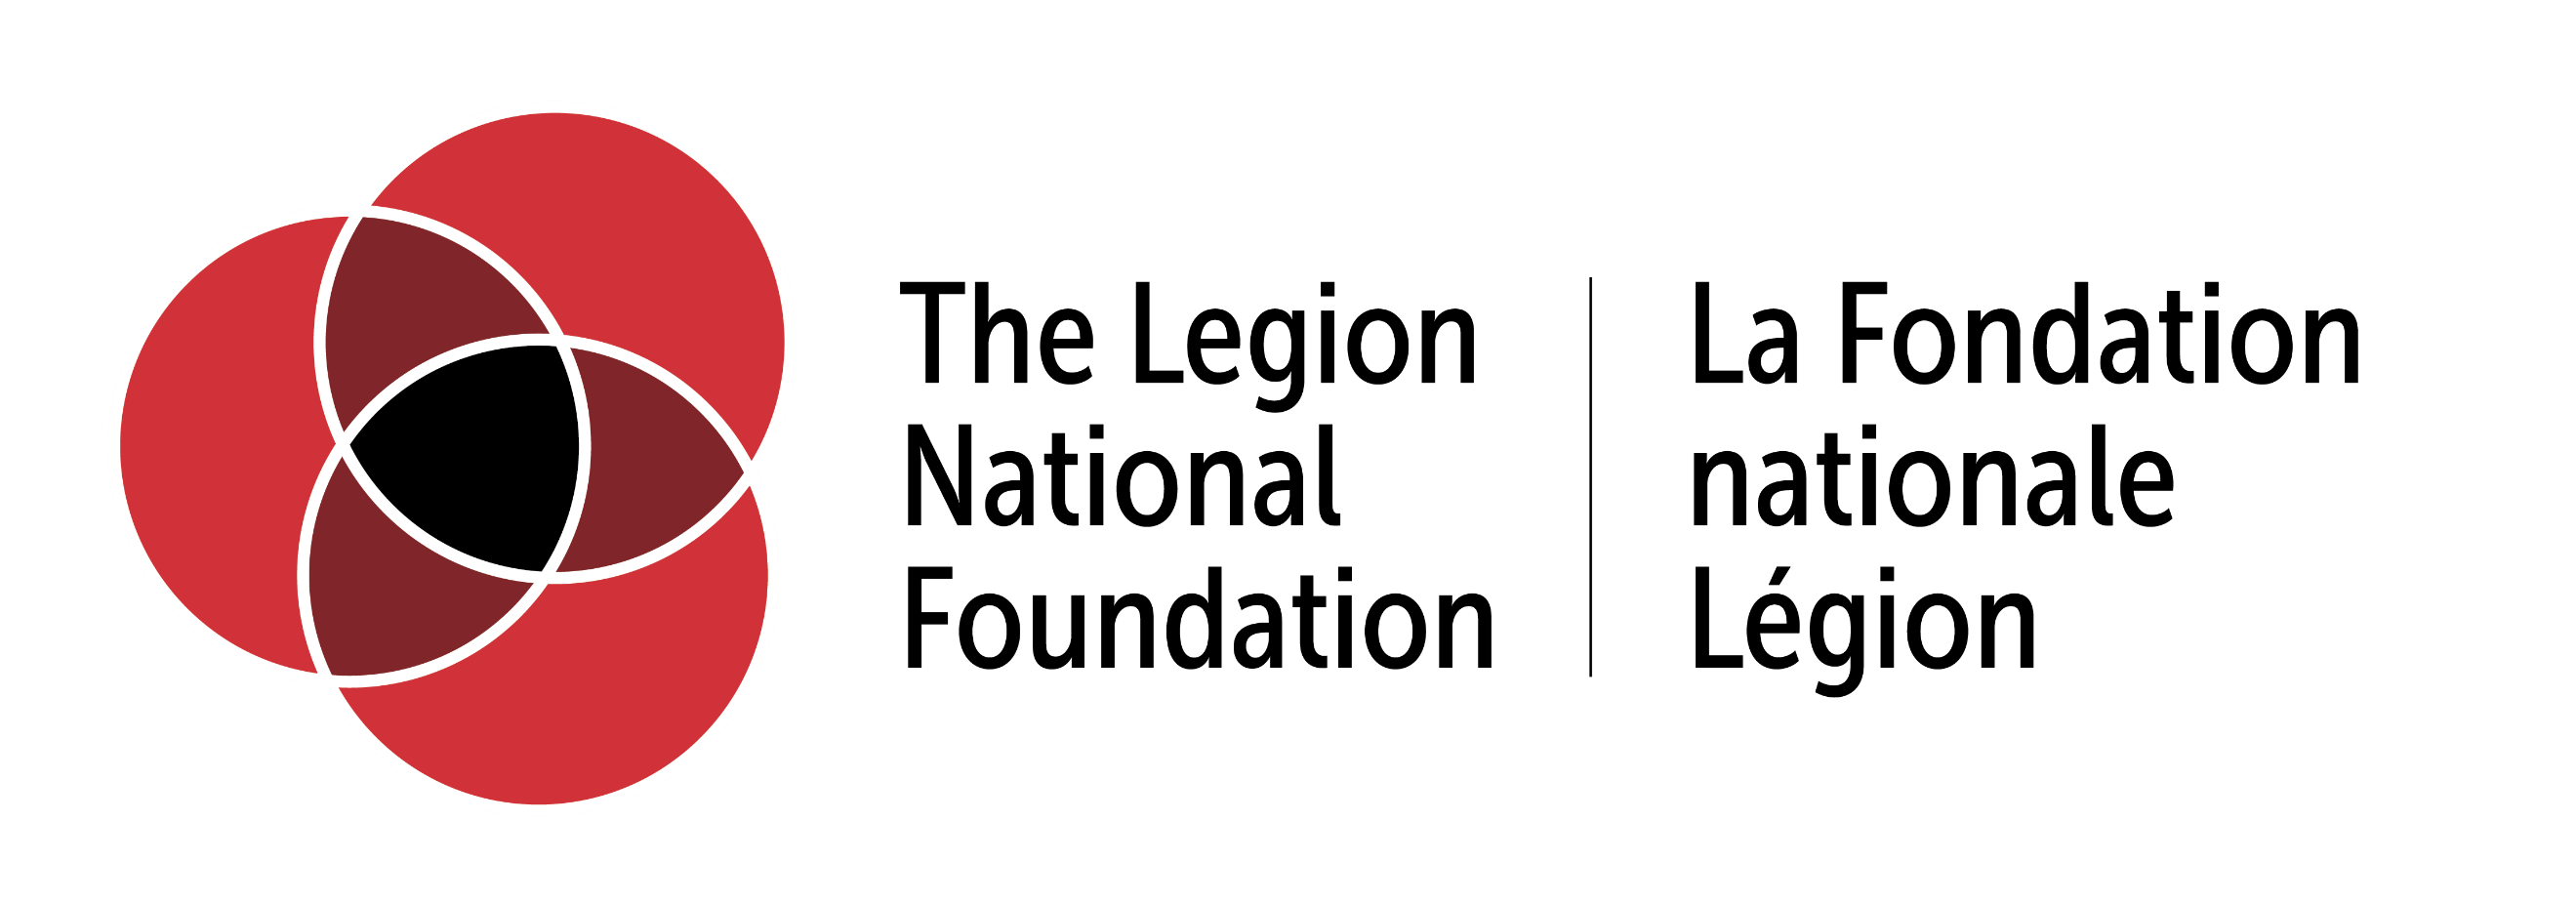 The Legion
National
Foundation
La Fondation
nationale
Légion